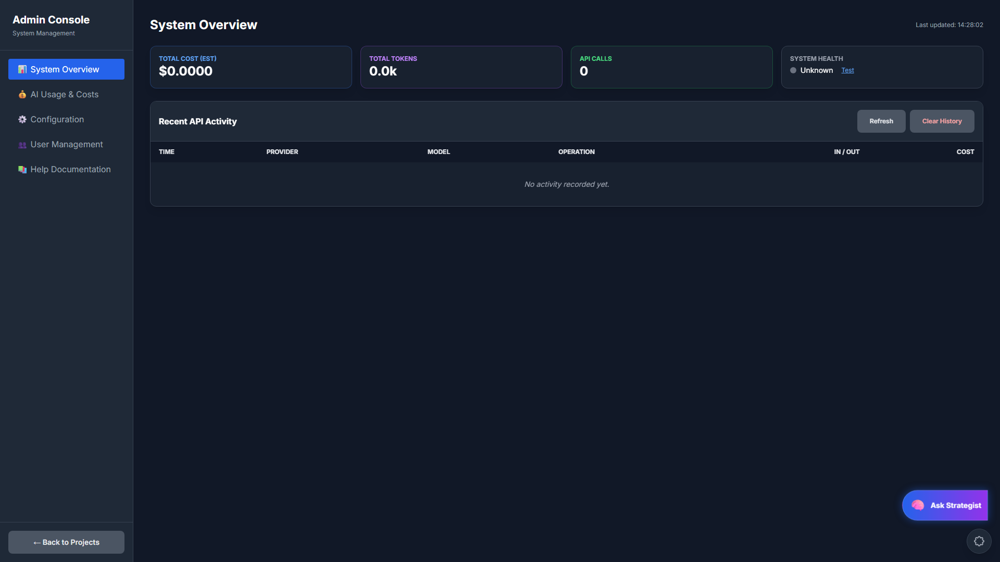 Admin Console
System Management
System Overview
AI Usage & Costs
Configuration
User Management
Help Documentation
← Back to Projects
System Overview
Last updated: 14:28:02
TOTAL COST (EST)
$0.0000
TOTAL TOKENS
0.0k
API CALLS
0
SYSTEM HEALTH
Unknown Test
Recent API Activity
Refresh
Clear History
TIME PROVIDER MODEL OPERATION IN / OUT COST
No activity recorded yet.
Ask Strategist